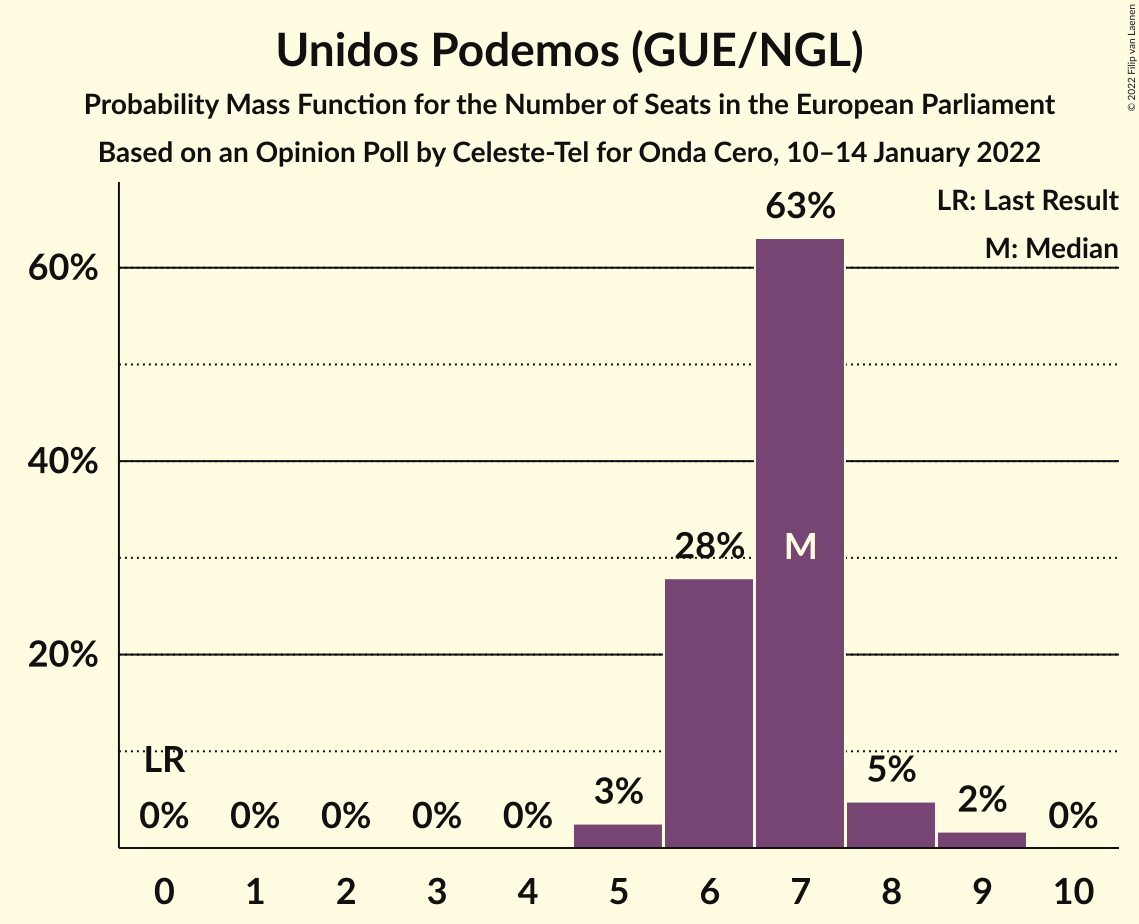 Unidos Podemos (GUE/NGL)
Probability Mass Function for the Number of Seats in the European Parliament
Based on an Opinion Poll by Celeste-Tel for Onda Cero, 10–14 January 2022
© 2022 Filip van Laenen
LR: Last Result
M: Median
63%
60%
40%
28%
M
20%
LR
0% 0% 0% 0% 0% 3% 5% 2% 0%
0 1 2 3 4 5 6 7 8 9 10